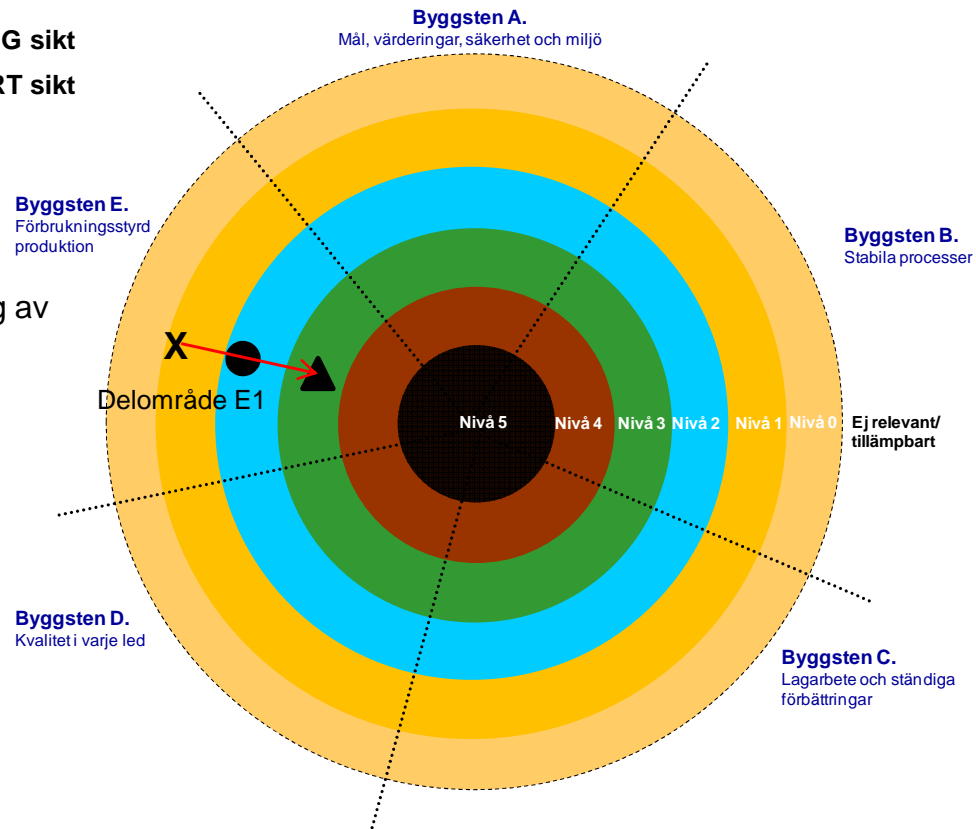 Byggsten A.
Mål, värderingar, säkerhet och miljö
G sikt
RT sikt
Byggsten E.
Förbrukningsstyrd
produktion
Byggsten B.
Stabila processer
g av
X
Delområde E1
Nivå 5
Nivå 4
Nivå 3
Nivå 2
Nivå 1
Nivå 0
Ej relevant/
tillämpbart
Byggsten D.
Kvalitet i varje led
Byggsten C.
Lagarbete och ständiga
förbättringar